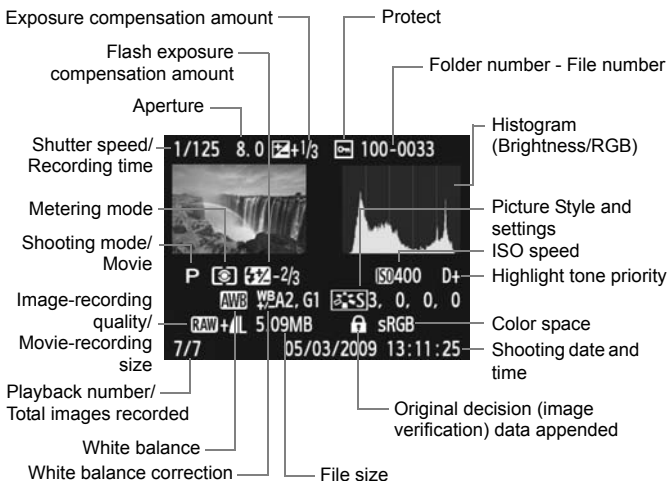 Exposure compensation amount
Protect
Flash exposure
compensation amount
Folder number - File number
Aperture
Shutter speed/
Recording time
Histogram
(Brightness/RGB)
1/125 8.0 +1/3 100-0033
Metering mode
Picture Style and
settings
Shooting mode/
Movie
ISO speed
P -2/3 ISO 400 D+
Highlight tone priority
AWB WB A2, G1 S 3, 0, 0, 0
Image-recording
quality/
Movie-recording
size
RAW+L 5.09MB sRGB
Color space
7/7 05/03/2009 13:11:25
Shooting date and
time
Playback number/
Total images recorded
Original decision (image
verification) data appended
White balance
White balance correction
File size